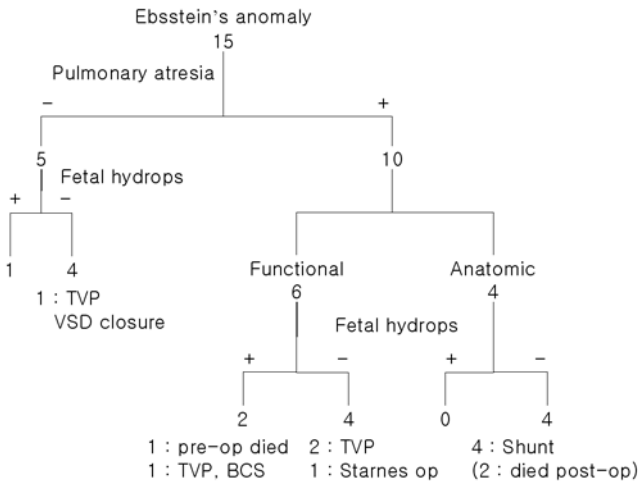 Ebsstein's anomaly
15
Pulmonary atresia
− +
5 10
Fetal hydrops
+ −
1 4
1 : TVP
VSD closure
Functional Anatomic
6 4
Fetal hydrops
+ − + −
2 4 0 4
1 : pre-op died 2 : TVP 4 : Shunt
1 : TVP, BCS 1 : Starnes op (2 : died post-op)